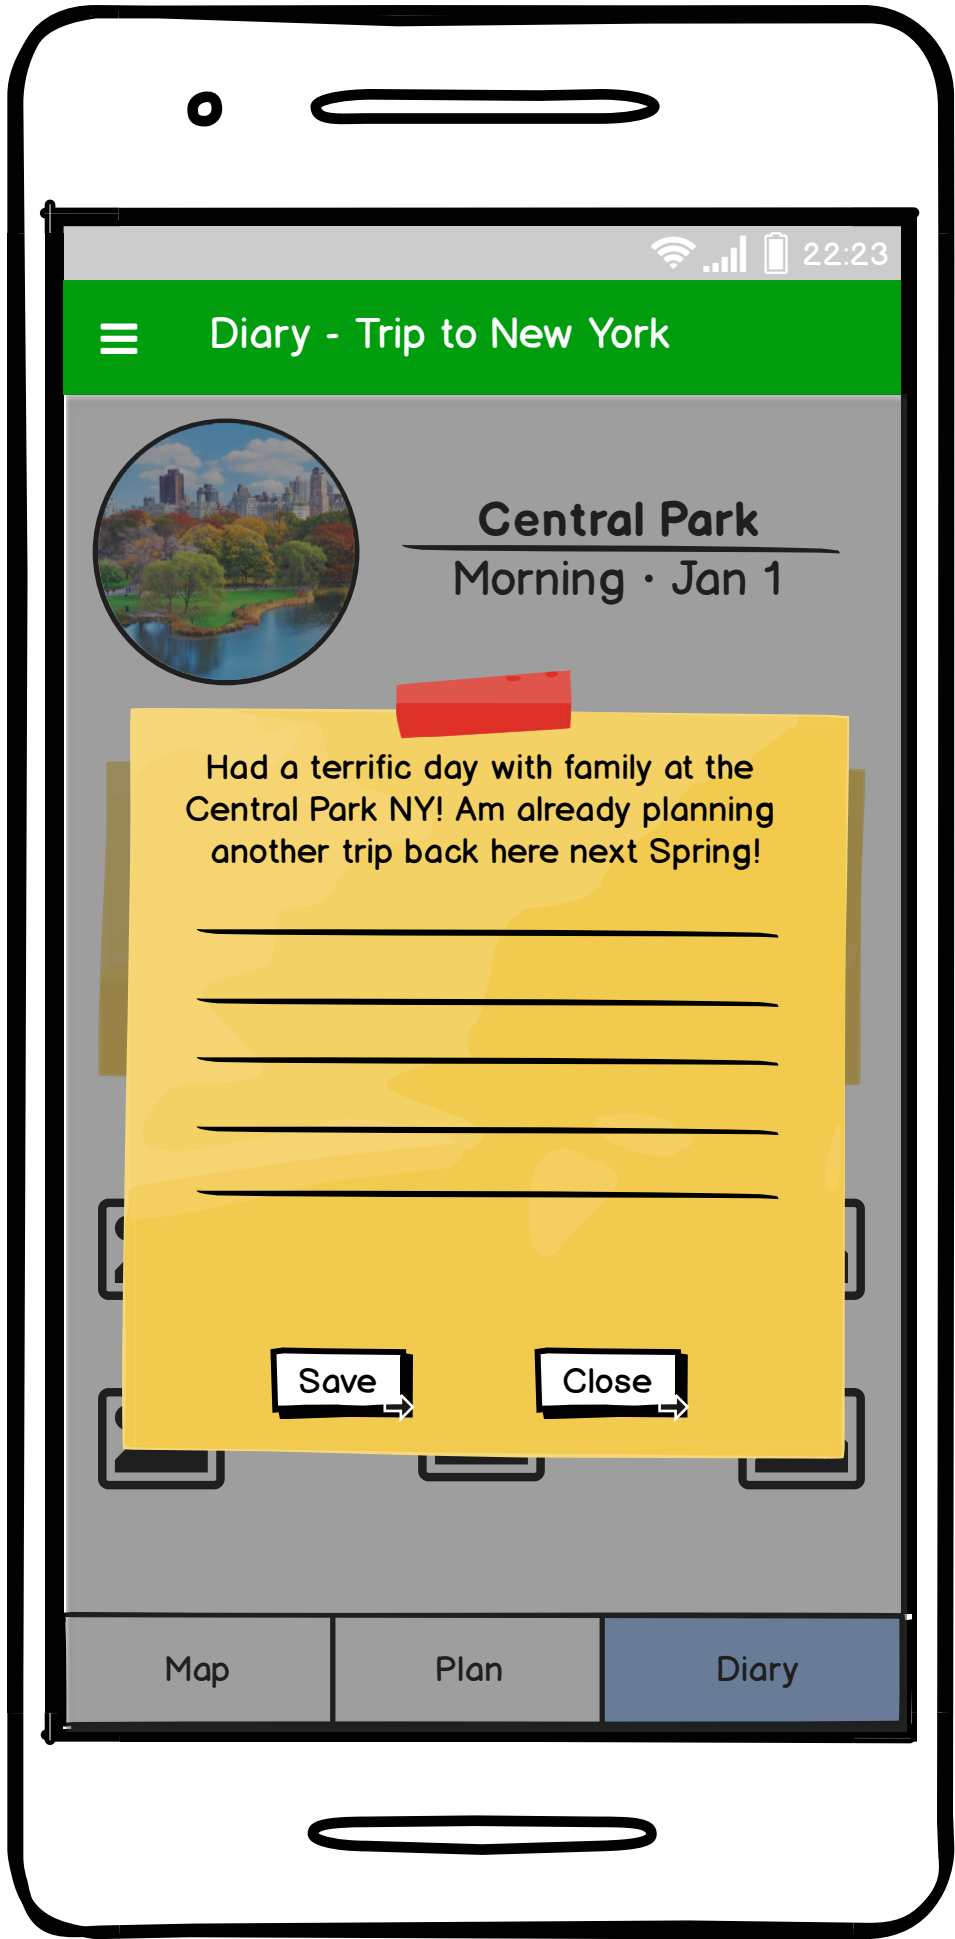 22:23
Diary - Trip to New York
Central Park
Morning · Jan 1
Had a terrific day with family at the
Central Park NY! Am already planning
another trip back here next Spring!
Save
Close
Map
Plan
Diary